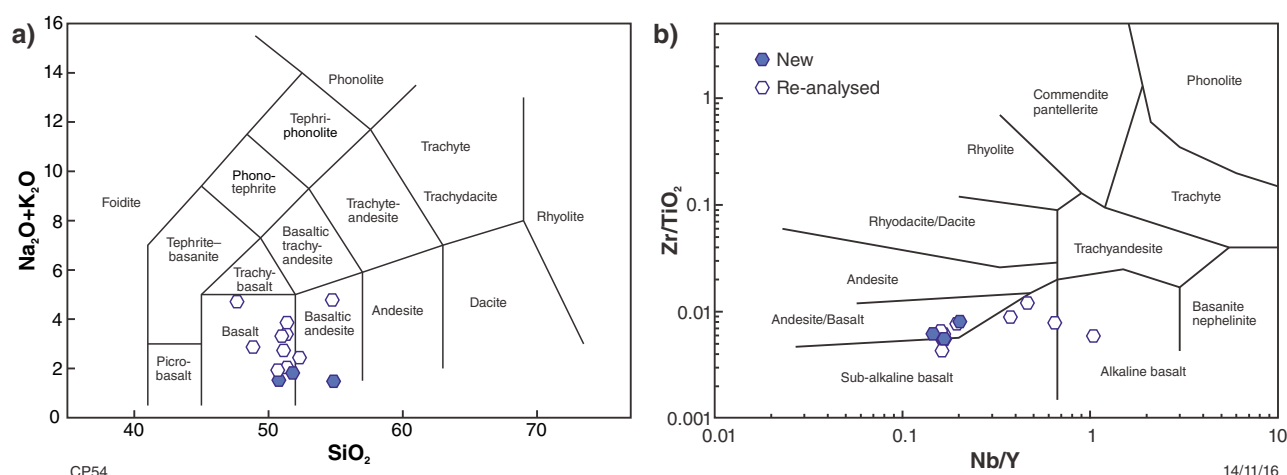 a)
16
14
12
10
8
6
4
2
0
Na₂O+K₂O
40
50
60
70
SiO₂
Phonolite
Tephri-
phonolite
Phono-
tephrite
Foidite
Tephrite–
basanite
Trachy-
basalt
Basaltic
trachy-
andesite
Trachyte-
andesite
Trachyte
Trachydacite
Rhyolite
Picro-
basalt
Basalt
Basaltic
andesite
Andesite
Dacite
CP54
b)
New
Re-analysed
1
0.1
0.01
0.001
Zr/TiO₂
0.01
0.1
1
10
Nb/Y
Commendite
pantellerite
Phonolite
Rhyolite
Trachyte
Rhyodacite/Dacite
Trachyandesite
Andesite
Andesite/Basalt
Basanite
nephelinite
Sub-alkaline basalt
Alkaline basalt
14/11/16